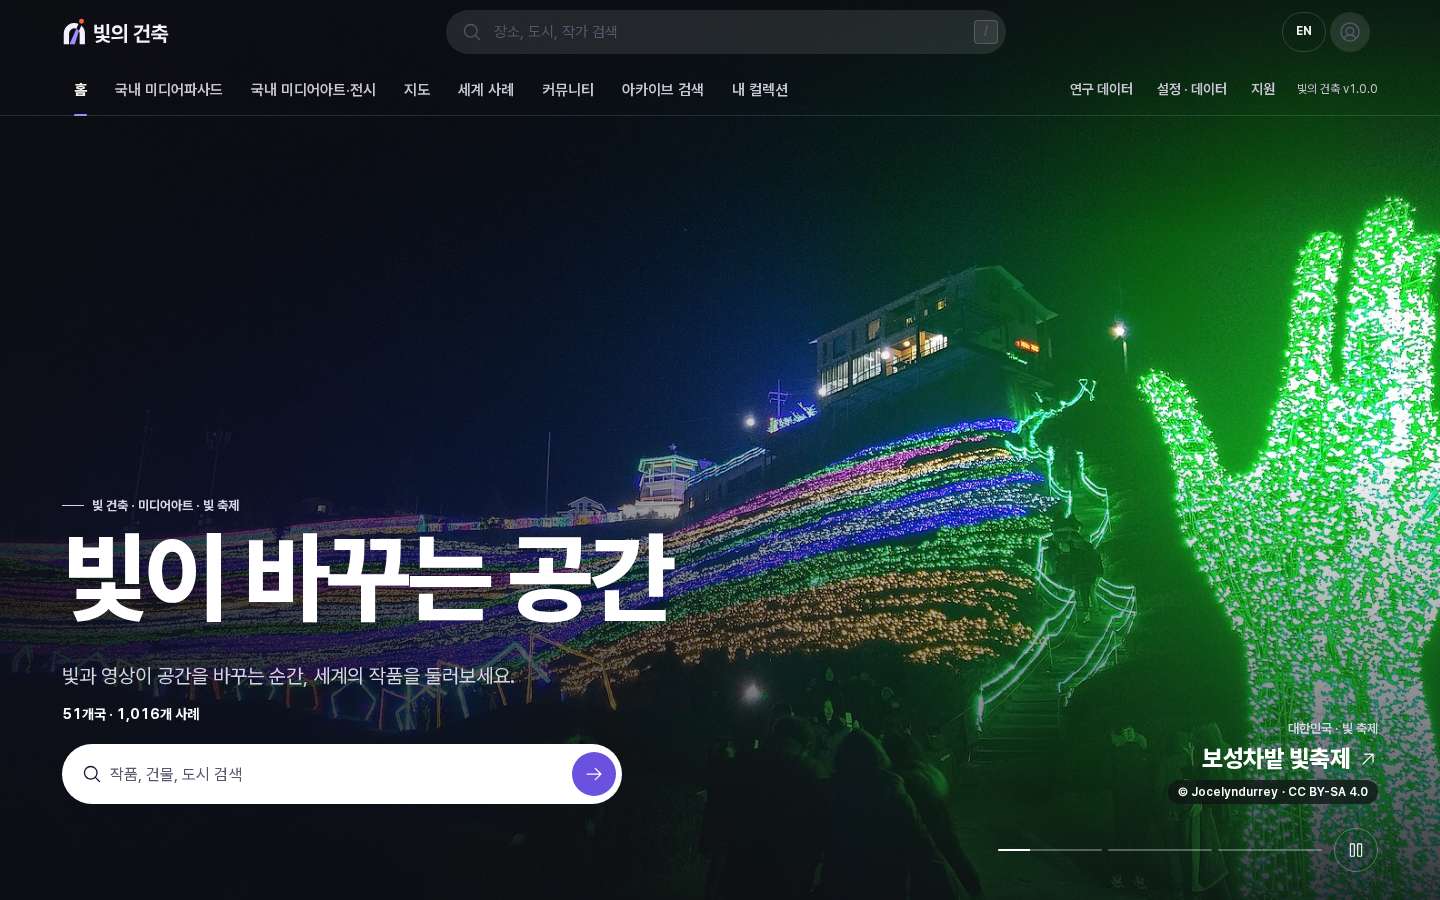 빛의 건축
장소, 도시, 작가 검색
/
EN
홈
국내 미디어파사드
국내 미디어아트·전시
지도
세계 사례
커뮤니티
아카이브 검색
내 컬렉션
연구 데이터
설정 · 데이터
지원
빛의 건축 v1.0.0
빛 건축 · 미디어아트 · 빛 축제
빛이 바꾸는 공간
빛과 영상이 공간을 바꾸는 순간, 세계의 작품을 둘러보세요.
51개국 · 1,016개 사례
작품, 건물, 도시 검색
대한민국 · 빛 축제
보성차밭 빛축제
© Jocelyndurrey · CC BY-SA 4.0